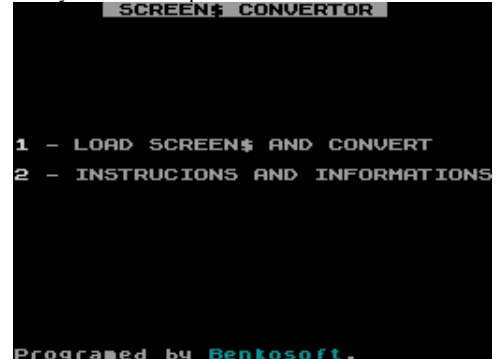 SCREEN$ CONVERTOR
1 - LOAD SCREEN$ AND CONVERT
2 - INSTRUCIONS AND INFORMATIONS
Programed by Benkosoft.